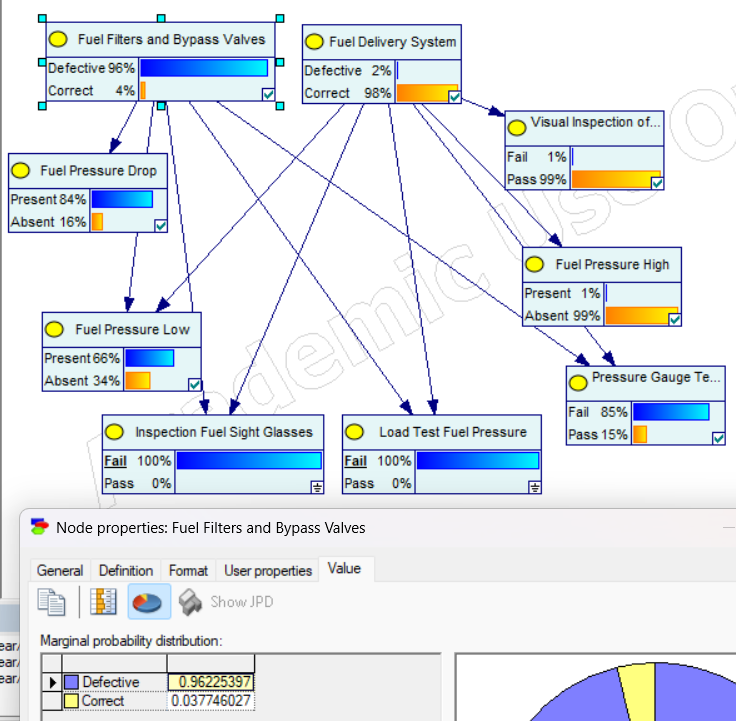 Fuel Filters and Bypass Valves
Defective 96%
Correct 4%
Fuel Delivery System
Defective 2%
Correct 98%
Visual Inspection of...
Fail 1%
Pass 99%
Fuel Pressure Drop
Present 84%
Absent 16%
Fuel Pressure High
Present 1%
Absent 99%
Fuel Pressure Low
Present 66%
Absent 34%
Pressure Gauge Te...
Fail 85%
Pass 15%
Inspection Fuel Sight Glasses
Fail 100%
Pass 0%
Load Test Fuel Pressure
Fail 100%
Pass 0%
Node properties: Fuel Filters and Bypass Valves
General Definition Format User properties Value
Show JPD
Marginal probability distribution:
Defective 0.96225397
Correct 0.037746027